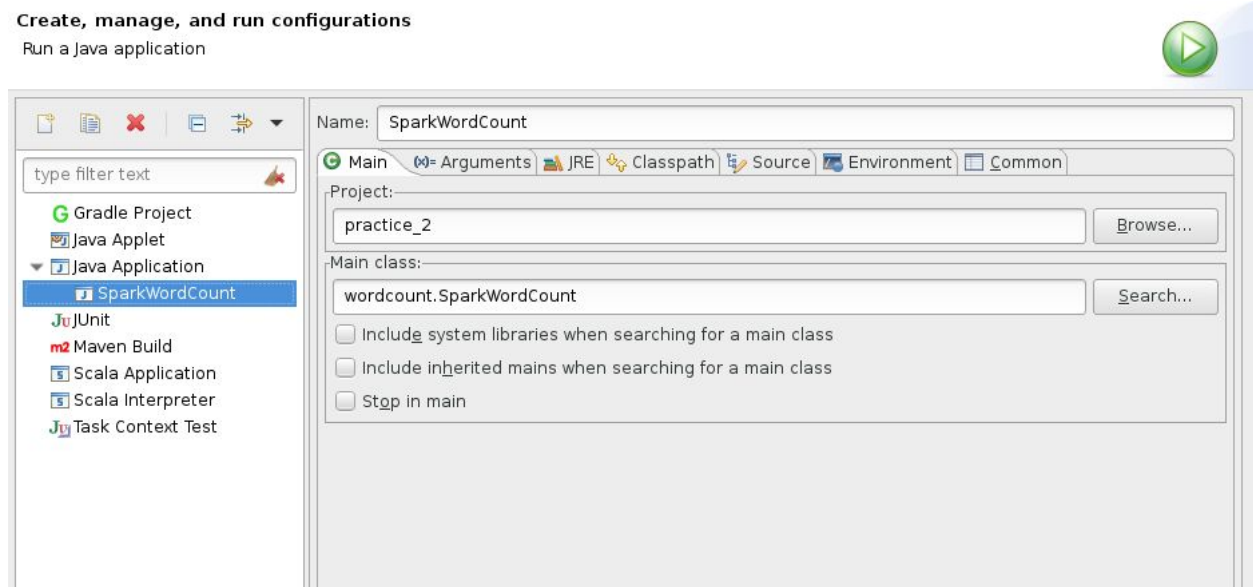 Create, manage, and run configurations
Run a Java application
Name: SparkWordCount
type filter text
Gradle Project
Java Applet
Java Application
SparkWordCount
JUnit
Maven Build
Scala Application
Scala Interpreter
Task Context Test
Main (x)= Arguments JRE Classpath Source Environment Common
Project:
practice_2 Browse...
Main class:
wordcount.SparkWordCount Search...
Include system libraries when searching for a main class
Include inherited mains when searching for a main class
Stop in main